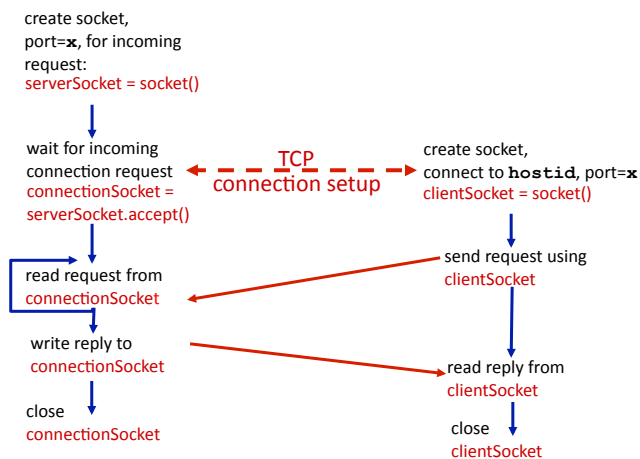 create socket,
port=x, for incoming
request:
serverSocket = socket()
wait for incoming
connection request
connectionSocket =
serverSocket.accept()
TCP
connection setup
create socket,
connect to hostid, port=x
clientSocket = socket()
read request from
connectionSocket
send request using
clientSocket
write reply to
connectionSocket
read reply from
clientSocket
close
connectionSocket
close
clientSocket